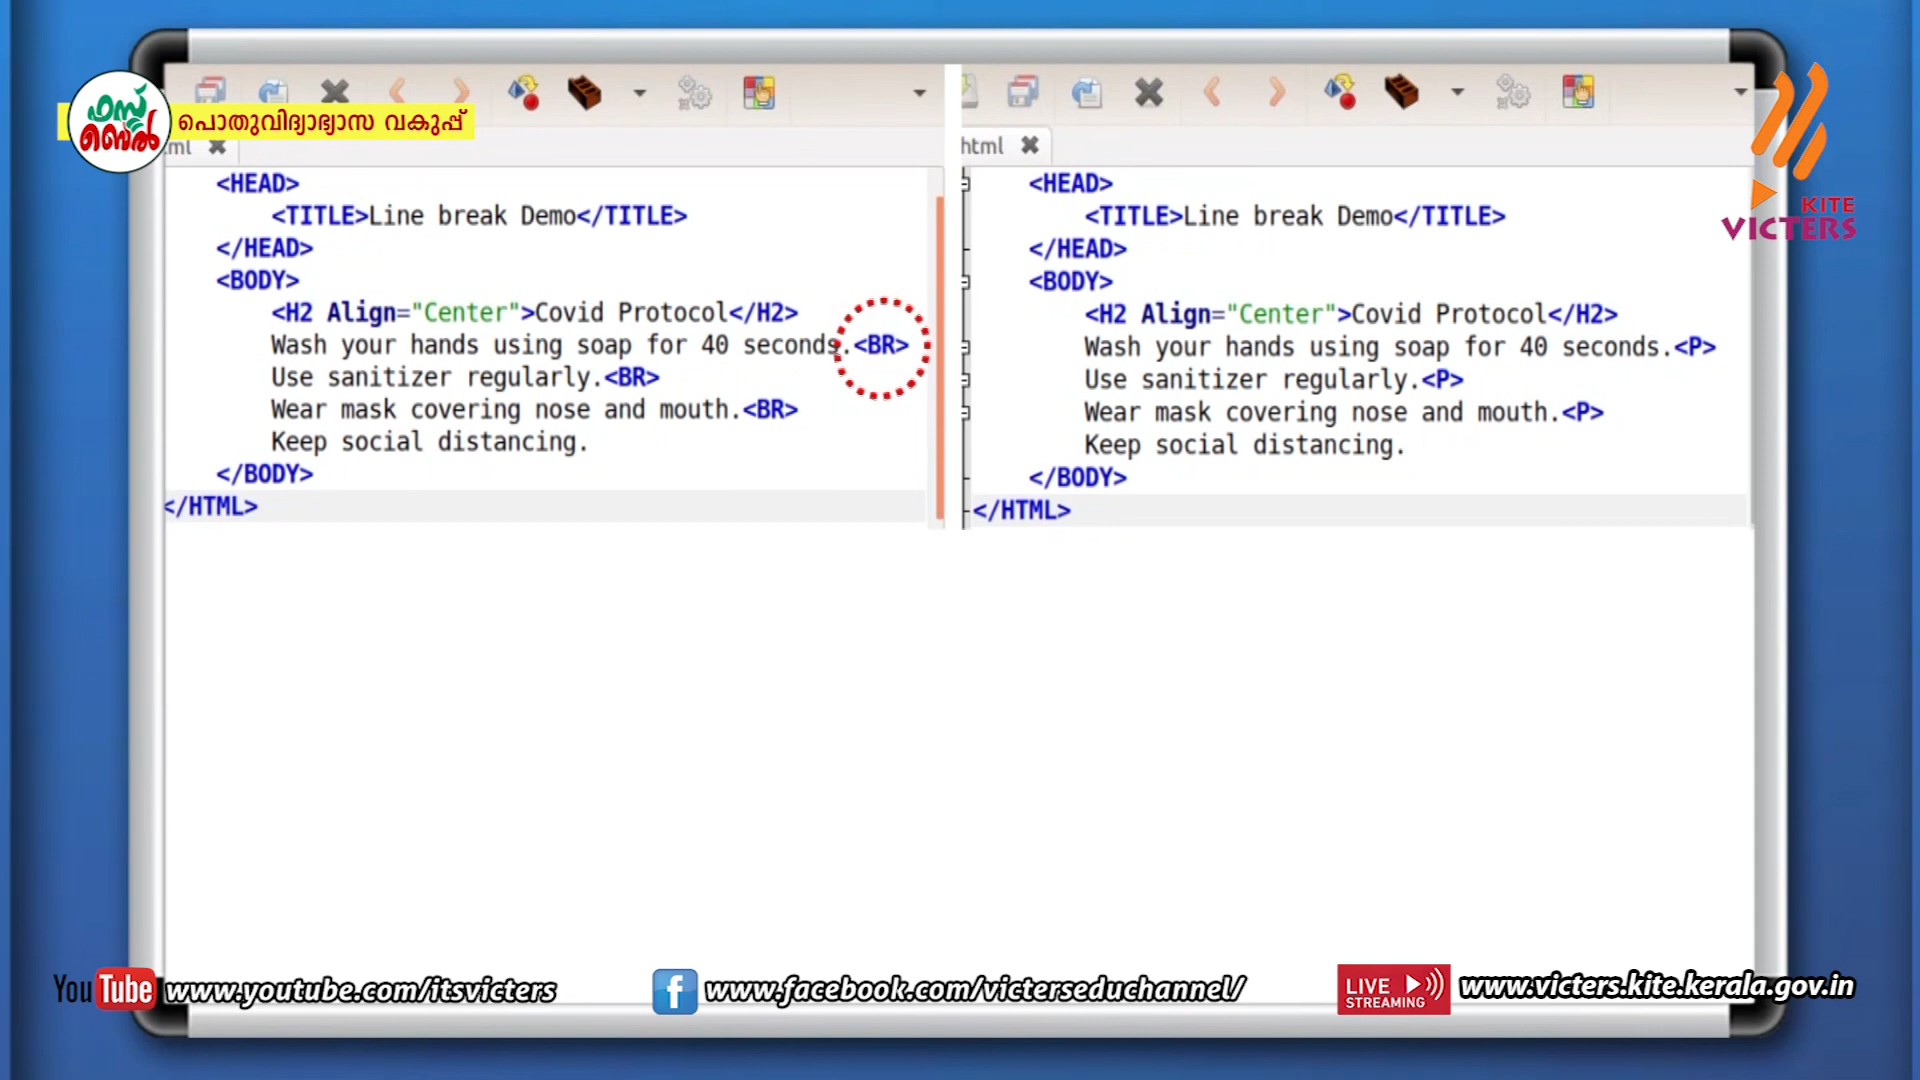 ഫസ്റ്റ് ബെൽ
പൊതുവിദ്യാഭ്യാസ വകുപ്പ്
ml
<HEAD>
<TITLE>Line break Demo</TITLE>
</HEAD>
<BODY>
<H2 Align="Center">Covid Protocol</H2>
Wash your hands using soap for 40 seconds.<BR>
Use sanitizer regularly.<BR>
Wear mask covering nose and mouth.<BR>
Keep social distancing.
</BODY>
</HTML>
html
<HEAD>
<TITLE>Line break Demo</TITLE>
</HEAD>
<BODY>
<H2 Align="Center">Covid Protocol</H2>
Wash your hands using soap for 40 seconds.<P>
Use sanitizer regularly.<P>
Wear mask covering nose and mouth.<P>
Keep social distancing.
</BODY>
</HTML>
KITE
VICTERS
YouTube www.youtube.com/itsvicters
f www.facebook.com/victerseduchannel/
LIVE STREAMING www.victers.kite.kerala.gov.in